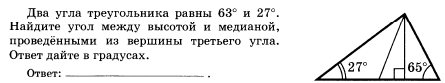 Два угла треугольника равны 63° и 27°.
Найдите угол между высотой и медианой,
проведёнными из вершины третьего угла.
Ответ дайте в градусах.
Ответ: ______________________ .
27°
65°